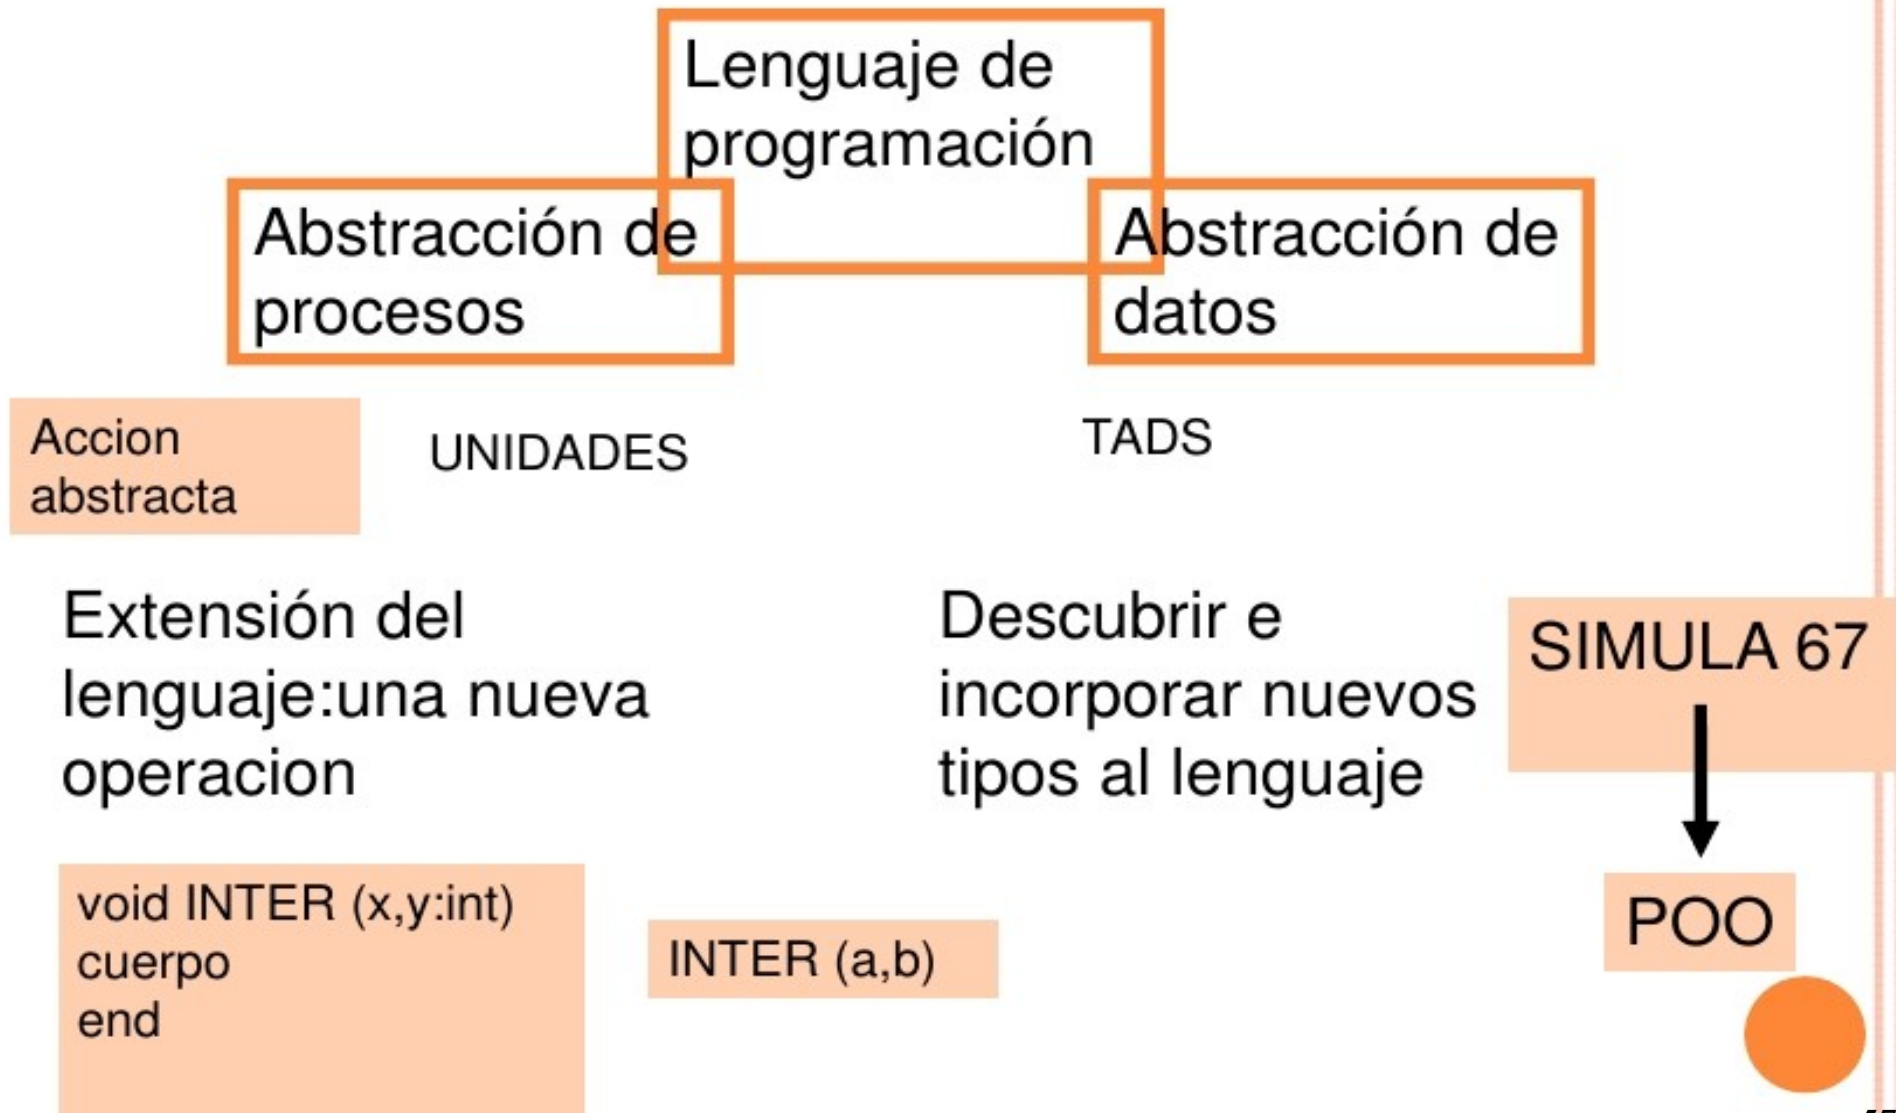 Lenguaje de
programación
Abstracción de
procesos
Abstracción de
datos
Accion
abstracta
UNIDADES
TADS
Extensión del
lenguaje:una nueva
operacion
Descubrir e
incorporar nuevos
tipos al lenguaje
SIMULA 67
POO
void INTER (x,y:int)
cuerpo
end
INTER (a,b)